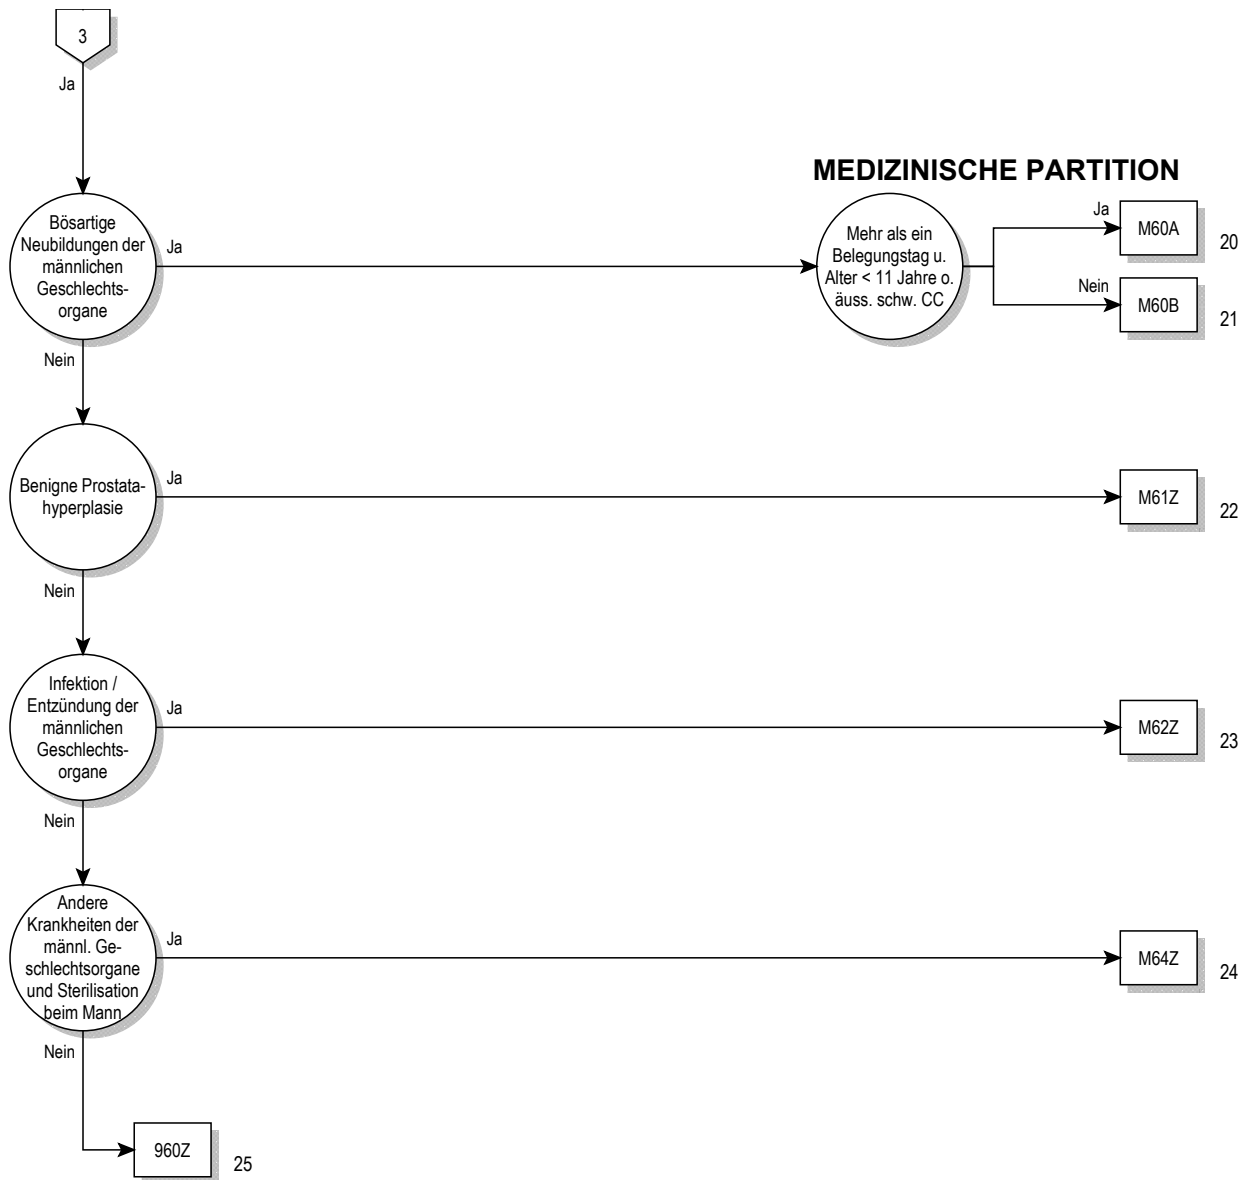 3
Ja
MEDIZINISCHE PARTITION
Bösartige
Neubildungen der
männlichen
Geschlechts-
organe
Ja
Mehr als ein
Belegungstag u.
Alter < 11 Jahre o.
äuss. schw. CC
Ja
M60A
20
Nein
M60B
21
Nein
Benigne Prostata-
hyperplasie
Ja
M61Z
22
Nein
Infektion /
Entzündung der
männlichen
Geschlechts-
organe
Ja
M62Z
23
Nein
Andere
Krankheiten der
männl. Ge-
schlechtsorgane
und Sterilisation
beim Mann
Ja
M64Z
24
Nein
960Z
25